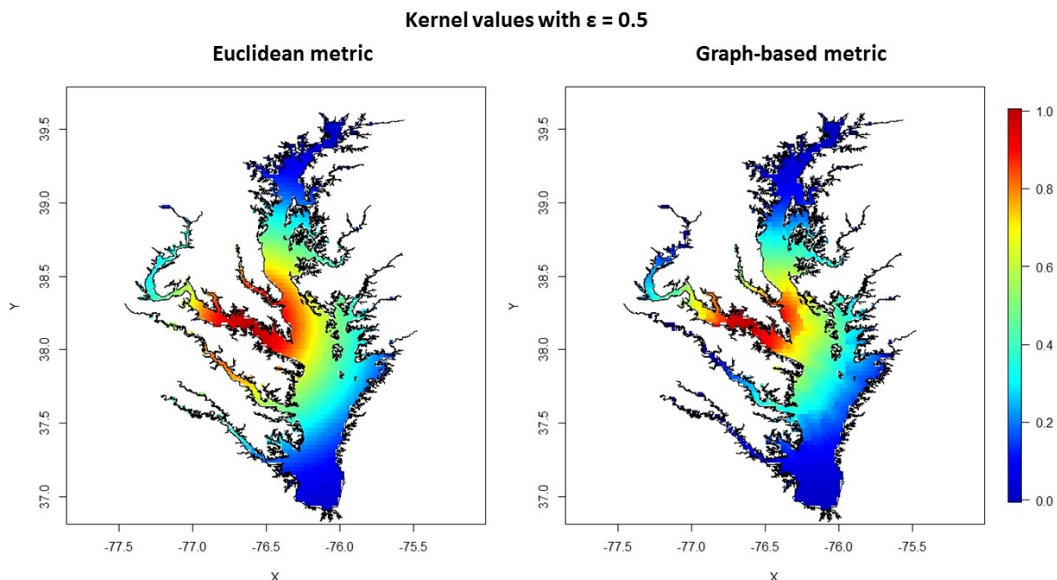 Kernel values with ε = 0.5
Euclidean metric
Graph-based metric
39.5
39.0
38.5
38.0
37.5
37.0
Y
-77.5 -77.0 -76.5 -76.0 -75.5
X
39.5
39.0
38.5
38.0
37.5
37.0
Y
-77.5 -77.0 -76.5 -76.0 -75.5
X
1.0
0.8
0.6
0.4
0.2
0.0